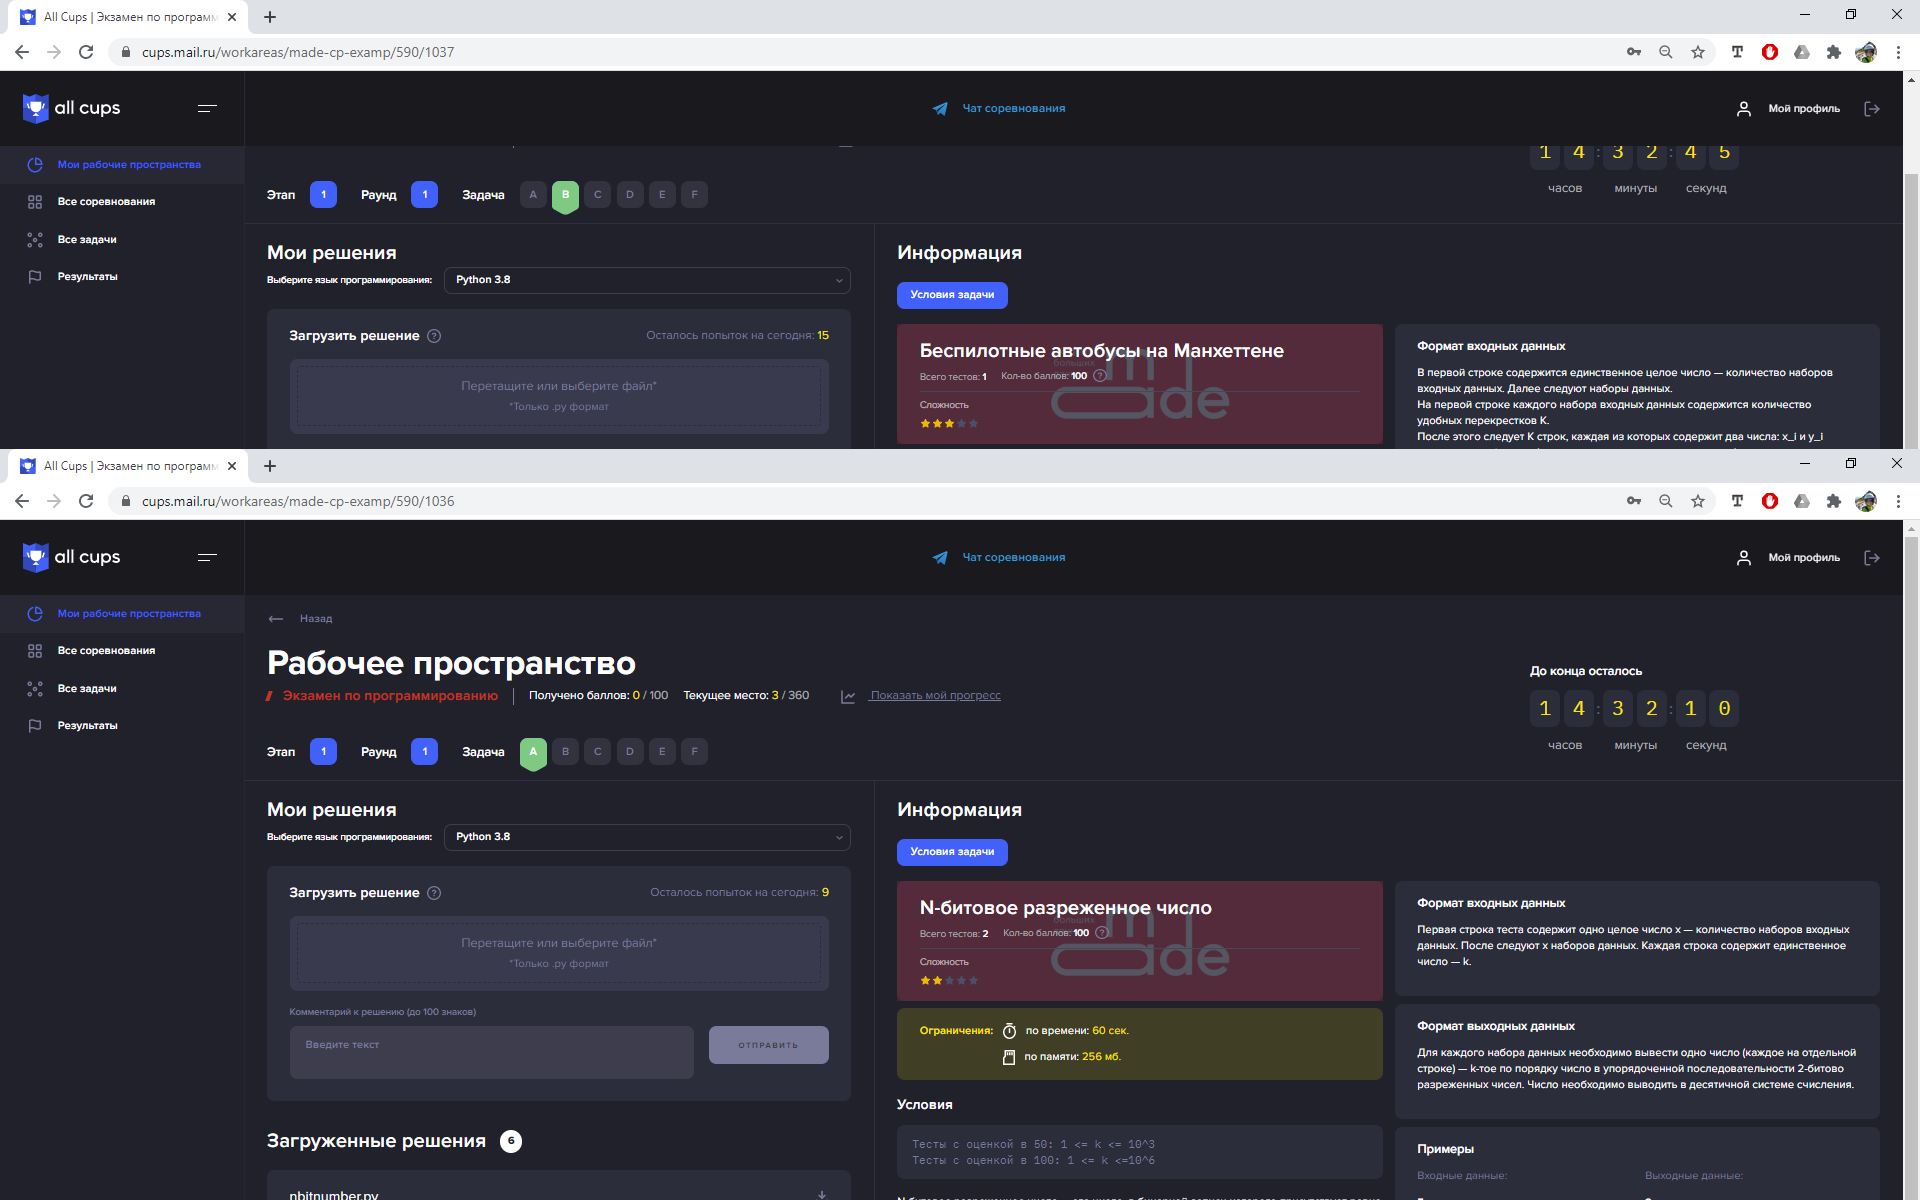 All Cups | Экзамен по программ
cups.mail.ru/workareas/made-cp-examp/590/1037
all cups
Чат соревнования
Мой профиль
Мои рабочие пространства
Все соревнования
Все задачи
Результаты
1 4 : 3 2 : 4 5
часов минуты секунд
Этап 1 Раунд 1 Задача A B C D E F
Мои решения
Выберите язык программирования: Python 3.8
Загрузить решение ?
Осталось попыток на сегодня: 15
Перетащите или выберите файл*
*Только .py формат
Информация
Условия задачи
Беспилотные автобусы на Манхеттене
Всего тестов: 1 Кол-во баллов: 100 ?
Сложность
made
Формат входных данных
В первой строке содержится единственное целое число — количество наборов
входных данных. Далее следуют наборы данных.
На первой строке каждого набора входных данных содержится количество
удобных перекрестков K.
После этого следует K строк, каждая из которых содержит два числа: x_i и y_i
All Cups | Экзамен по программ
cups.mail.ru/workareas/made-cp-examp/590/1036
all cups
Чат соревнования
Мой профиль
Мои рабочие пространства
Все соревнования
Все задачи
Результаты
Назад
Рабочее пространство
Экзамен по программированию Получено баллов: 0 / 100 Текущее место: 3 / 360 Показать мой прогресс
До конца осталось
1 4 : 3 2 : 1 0
часов минуты секунд
Этап 1 Раунд 1 Задача A B C D E F
Мои решения
Выберите язык программирования: Python 3.8
Загрузить решение ?
Осталось попыток на сегодня: 9
Перетащите или выберите файл*
*Только .py формат
Комментарий к решению (до 100 знаков)
Введите текст
ОТПРАВИТЬ
Загруженные решения 6
nbitnumber.py
Информация
Условия задачи
N-битовое разреженное число
Всего тестов: 2 Кол-во баллов: 100 ?
Сложность
made
Ограничения: по времени: 60 сек.
по памяти: 256 мб.
Условия
Тесты с оценкой в 50: 1 <= k <= 10^3
Тесты с оценкой в 100: 1 <= k <=10^6
Формат входных данных
Первая строка теста содержит одно целое число x — количество наборов входных
данных. После следуют x наборов данных. Каждая строка содержит единственное
число — k.
Формат выходных данных
Для каждого набора данных необходимо вывести одно число (каждое на отдельной
строке) — k-тое по порядку число в упорядоченной последовательности 2-битово
разреженных чисел. Число необходимо выводить в десятичной системе счисления.
Примеры
Входные данные: Выходные данные: